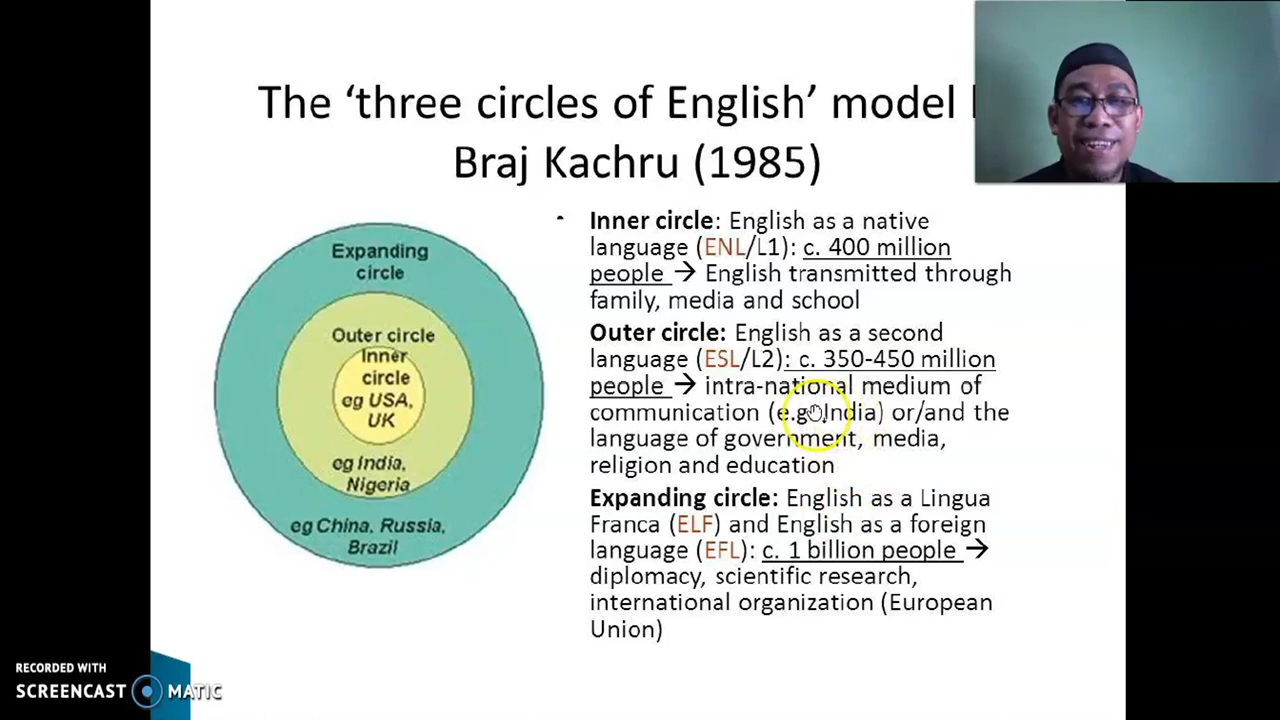 The ‘three circles of English’ model
Braj Kachru (1985)
Expanding
circle
Outer circle
Inner
circle
eg USA,
UK
eg India,
Nigeria
eg China, Russia,
Brazil
• Inner circle: English as a native
language (ENL/L1): c. 400 million
people → English transmitted through
family, media and school
Outer circle: English as a second
language (ESL/L2): c. 350-450 million
people → intra-national medium of
communication (e.g. India) or/and the
language of government, media,
religion and education
Expanding circle: English as a Lingua
Franca (ELF) and English as a foreign
language (EFL): c. 1 billion people →
diplomacy, scientific research,
international organization (European
Union)
RECORDED WITH
SCREENCAST MATIC